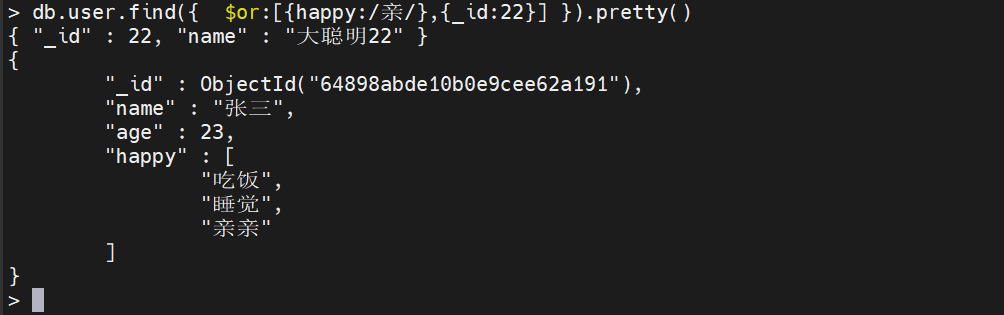 > db.user.find({  $or:[{happy:/亲/},{_id:22}] }).pretty()
{ "_id" : 22, "name" : "大聪明22" }
{
        "_id" : ObjectId("64898abde10b0e9cee62a191"),
        "name" : "张三",
        "age" : 23,
        "happy" : [
                "吃饭",
                "睡觉",
                "亲亲"
        ]
}
>